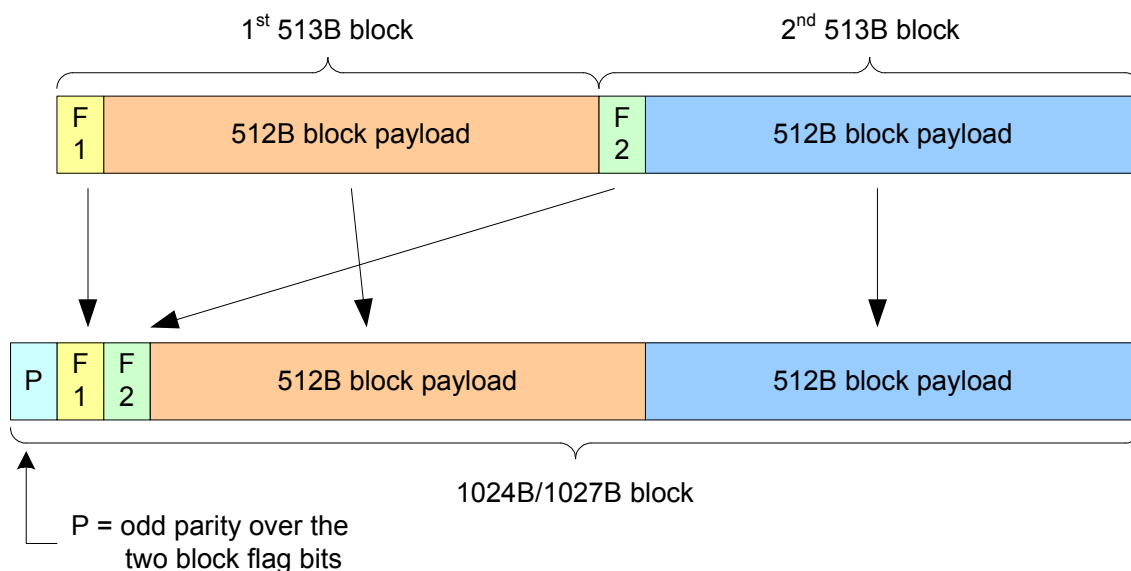 1st 513B block
2nd 513B block
F
1
512B block payload
F
2
512B block payload
P
F
1
F
2
512B block payload
512B block payload
1024B/1027B block
P = odd parity over the
two block flag bits